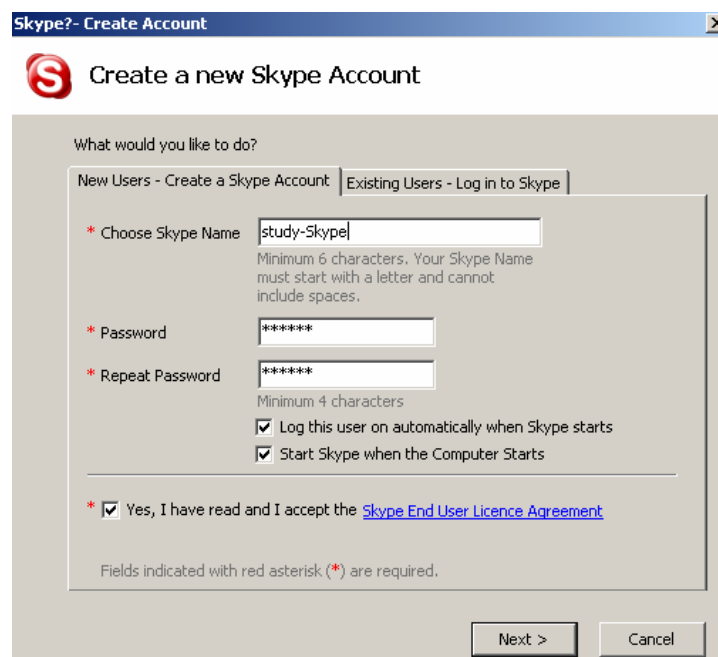 Skype?- Create Account
Create a new Skype Account
What would you like to do?
New Users - Create a Skype Account Existing Users - Log in to Skype
* Choose Skype Name study-Skype
Minimum 6 characters. Your Skype Name
must start with a letter and cannot
include spaces.
* Password ******
* Repeat Password ******
Minimum 4 characters
Log this user on automatically when Skype starts
Start Skype when the Computer Starts
* Yes, I have read and I accept the Skype End User Licence Agreement
Fields indicated with red asterisk (*) are required.
Next > Cancel